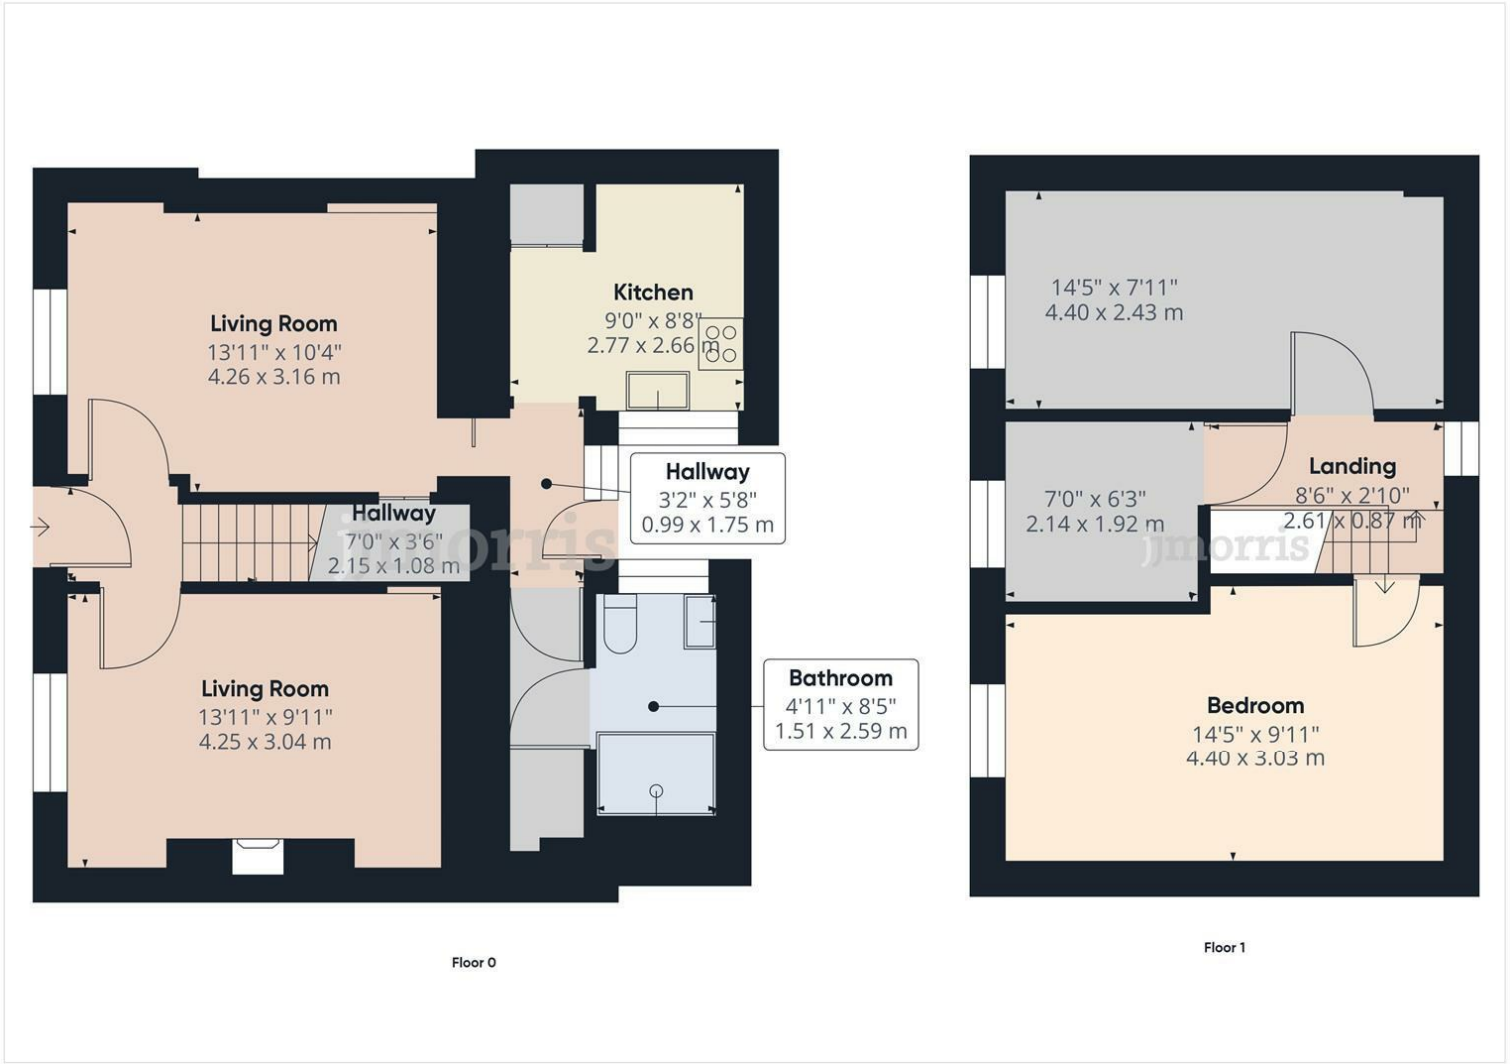 Living Room
13'11" x 10'4"
4.26 x 3.16 m
Kitchen
9'0" x 8'8"
2.77 x 2.66 m
Hallway
3'2" x 5'8"
0.99 x 1.75 m
Hallway
7'0" x 3'6"
2.15 x 1.08 m
jjmorris
Living Room
13'11" x 9'11"
4.25 x 3.04 m
Bathroom
4'11" x 8'5"
1.51 x 2.59 m
Floor 0
14'5" x 7'11"
4.40 x 2.43 m
7'0" x 6'3"
2.14 x 1.92 m
Landing
8'6" x 2'10"
2.61 x 0.87 m
jjmorris
Bedroom
14'5" x 9'11"
4.40 x 3.03 m
Floor 1